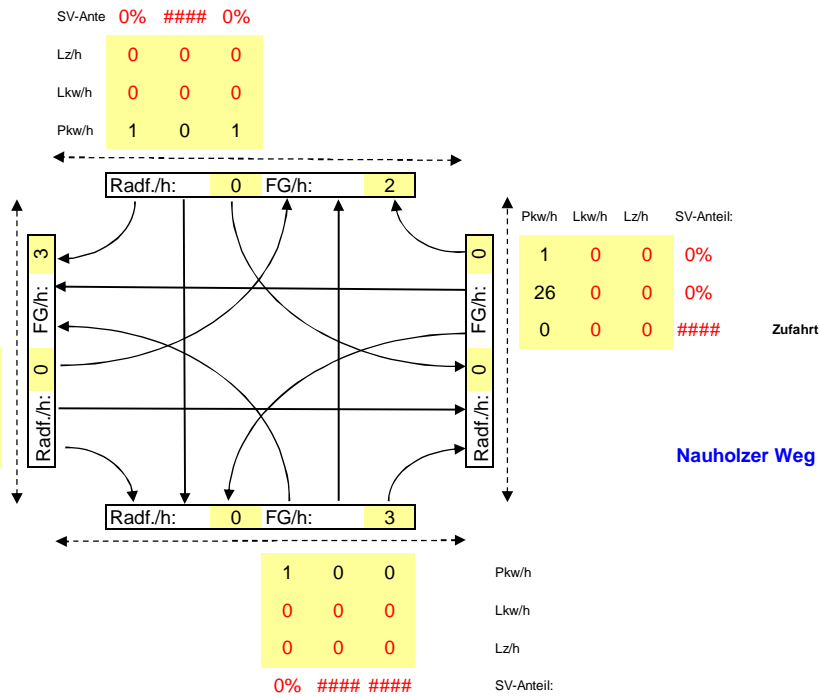 SV-Ante 0% #### 0%
Lz/h 0 0 0
Lkw/h 0 0 0
Pkw/h 1 0 1
Radf./h: 0 FG/h: 2
Pkw/h Lkw/h Lz/h SV-Anteil:
1 0 0 0%
26 0 0 0%
0 0 0 #### Zufahrt
Radf./h: 0 FG/h: 3
Radf./h: 0 FG/h: 0
Nauholzer Weg
Radf./h: 0 FG/h: 3
1 0 0 Pkw/h
0 0 0 Lkw/h
0 0 0 Lz/h
0% #### #### SV-Anteil: